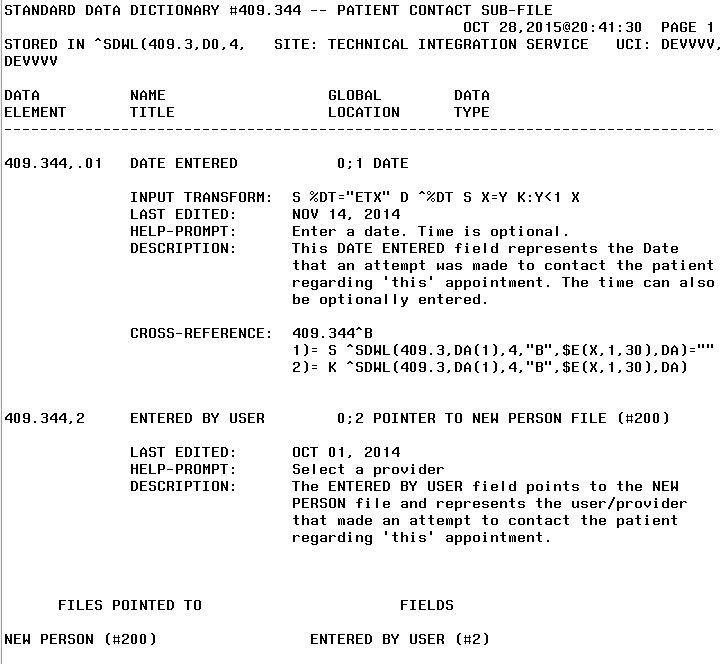 STANDARD DATA DICTIONARY #409.344 -- PATIENT CONTACT SUB-FILE
OCT 28,2015@20:41:30  PAGE 1
STORED IN ^SDWL(409.3,D0,4,   SITE: TECHNICAL INTEGRATION SERVICE   UCI: DEVVVV,
DEVVVV
DATA          NAME                  GLOBAL        DATA
ELEMENT       TITLE                 LOCATION      TYPE
-------------------------------------------------------------------------------
409.344,.01   DATE ENTERED           0;1 DATE
INPUT TRANSFORM:  S %DT="ETX" D ^%DT S X=Y K:Y<1 X
LAST EDITED:      NOV 14, 2014
HELP-PROMPT:      Enter a date. Time is optional.
DESCRIPTION:      This DATE ENTERED field represents the Date
that an attempt was made to contact the patient
regarding 'this' appointment. The time can also
be optionally entered.
CROSS-REFERENCE:  409.344^B
1)= S ^SDWL(409.3,DA(1),4,"B",$E(X,1,30),DA)=""
2)= K ^SDWL(409.3,DA(1),4,"B",$E(X,1,30),DA)
409.344,2     ENTERED BY USER        0;2 POINTER TO NEW PERSON FILE (#200)
LAST EDITED:      OCT 01, 2014
HELP-PROMPT:      Select a provider
DESCRIPTION:      The ENTERED BY USER field points to the NEW
PERSON file and represents the user/provider
that made an attempt to contact the patient
regarding 'this' appointment.
FILES POINTED TO                      FIELDS
NEW PERSON (#200)                 ENTERED BY USER (#2)